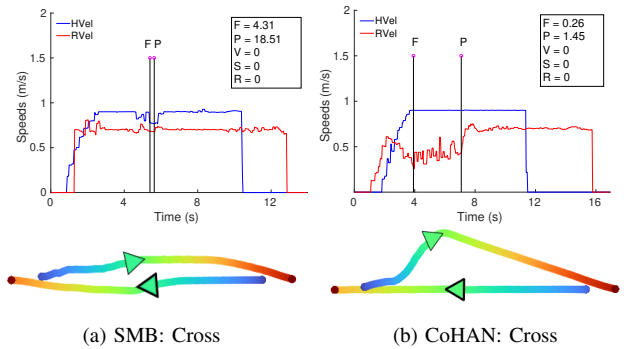 HVel
RVel
F P
F = 4.31
P = 18.51
V = 0
S = 0
R = 0
Speeds (m/s)
2
1.5
1
0.5
0
0 4 8 12
Time (s)
HVel
RVel
F P
F = 0.26
P = 1.45
V = 0
S = 0
R = 0
Speeds (m/s)
2
1.5
1
0.5
0
0 4 8 12 16
Time (s)
(a) SMB: Cross
(b) CoHAN: Cross